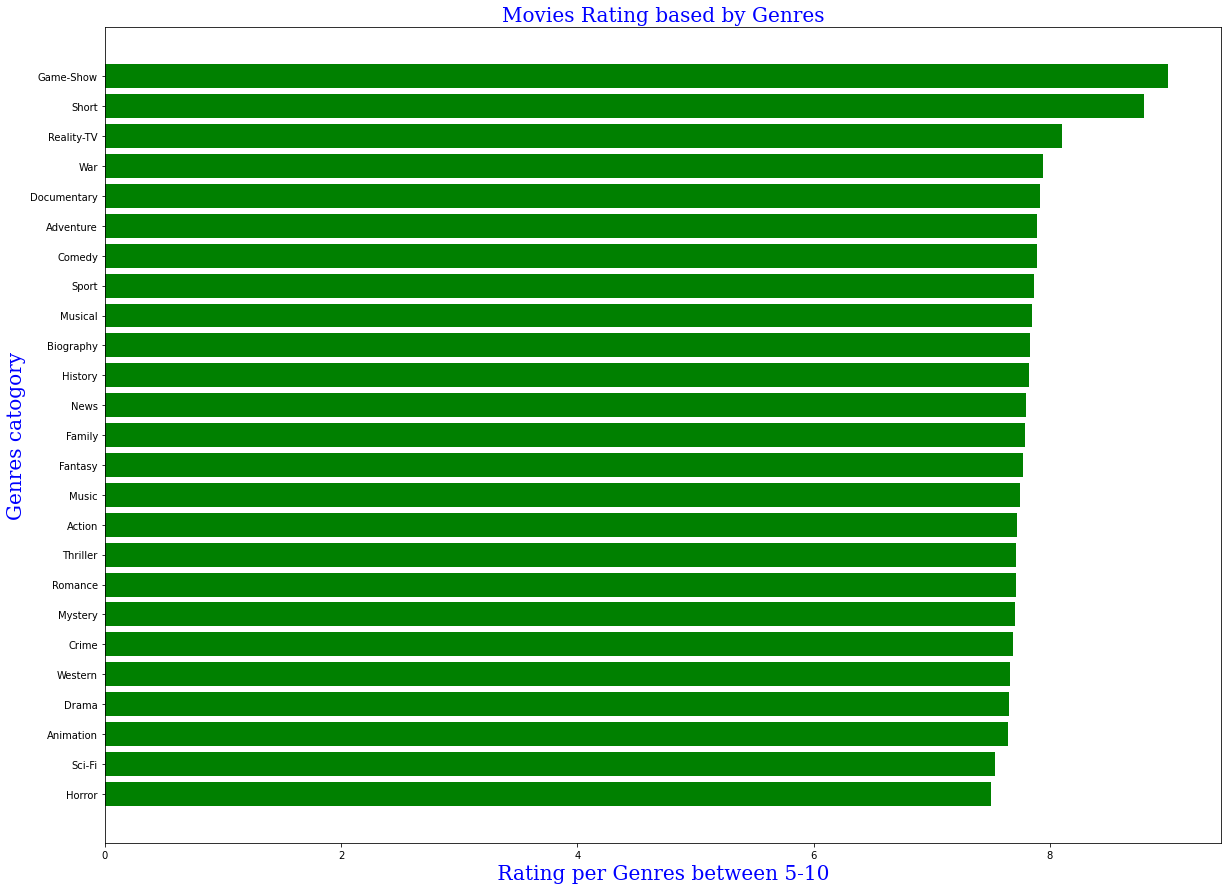 Movies Rating based by Genres
Genres catogory
Game-Show
Short
Reality-TV
War
Documentary
Adventure
Comedy
Sport
Musical
Biography
History
News
Family
Fantasy
Music
Action
Thriller
Romance
Mystery
Crime
Western
Drama
Animation
Sci-Fi
Horror
0 2 4 6 8
Rating per Genres between 5-10